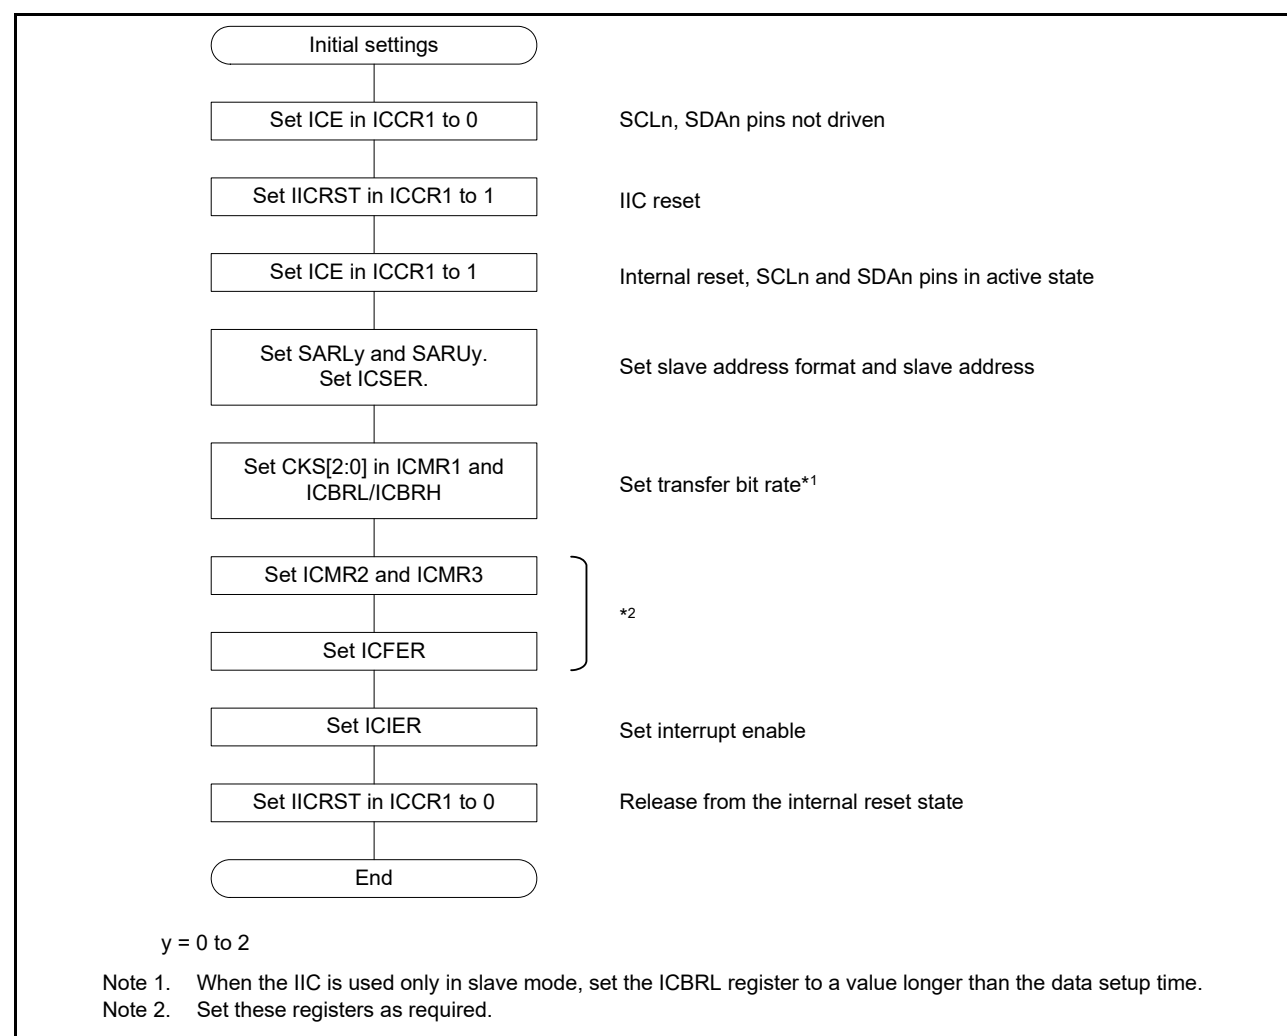 Initial settings
Set ICE in ICCR1 to 0
SCLn, SDAn pins not driven
Set IICRST in ICCR1 to 1
IIC reset
Set ICE in ICCR1 to 1
Internal reset, SCLn and SDAn pins in active state
Set SARLy and SARUy.
Set ICSER.
Set slave address format and slave address
Set CKS[2:0] in ICMR1 and
ICBRL/ICBRH
Set transfer bit rate*1
Set ICMR2 and ICMR3
*2
Set ICFER
Set ICIER
Set interrupt enable
Set IICRST in ICCR1 to 0
Release from the internal reset state
End
y = 0 to 2
Note 1. When the IIC is used only in slave mode, set the ICBRL register to a value longer than the data setup time.
Note 2. Set these registers as required.